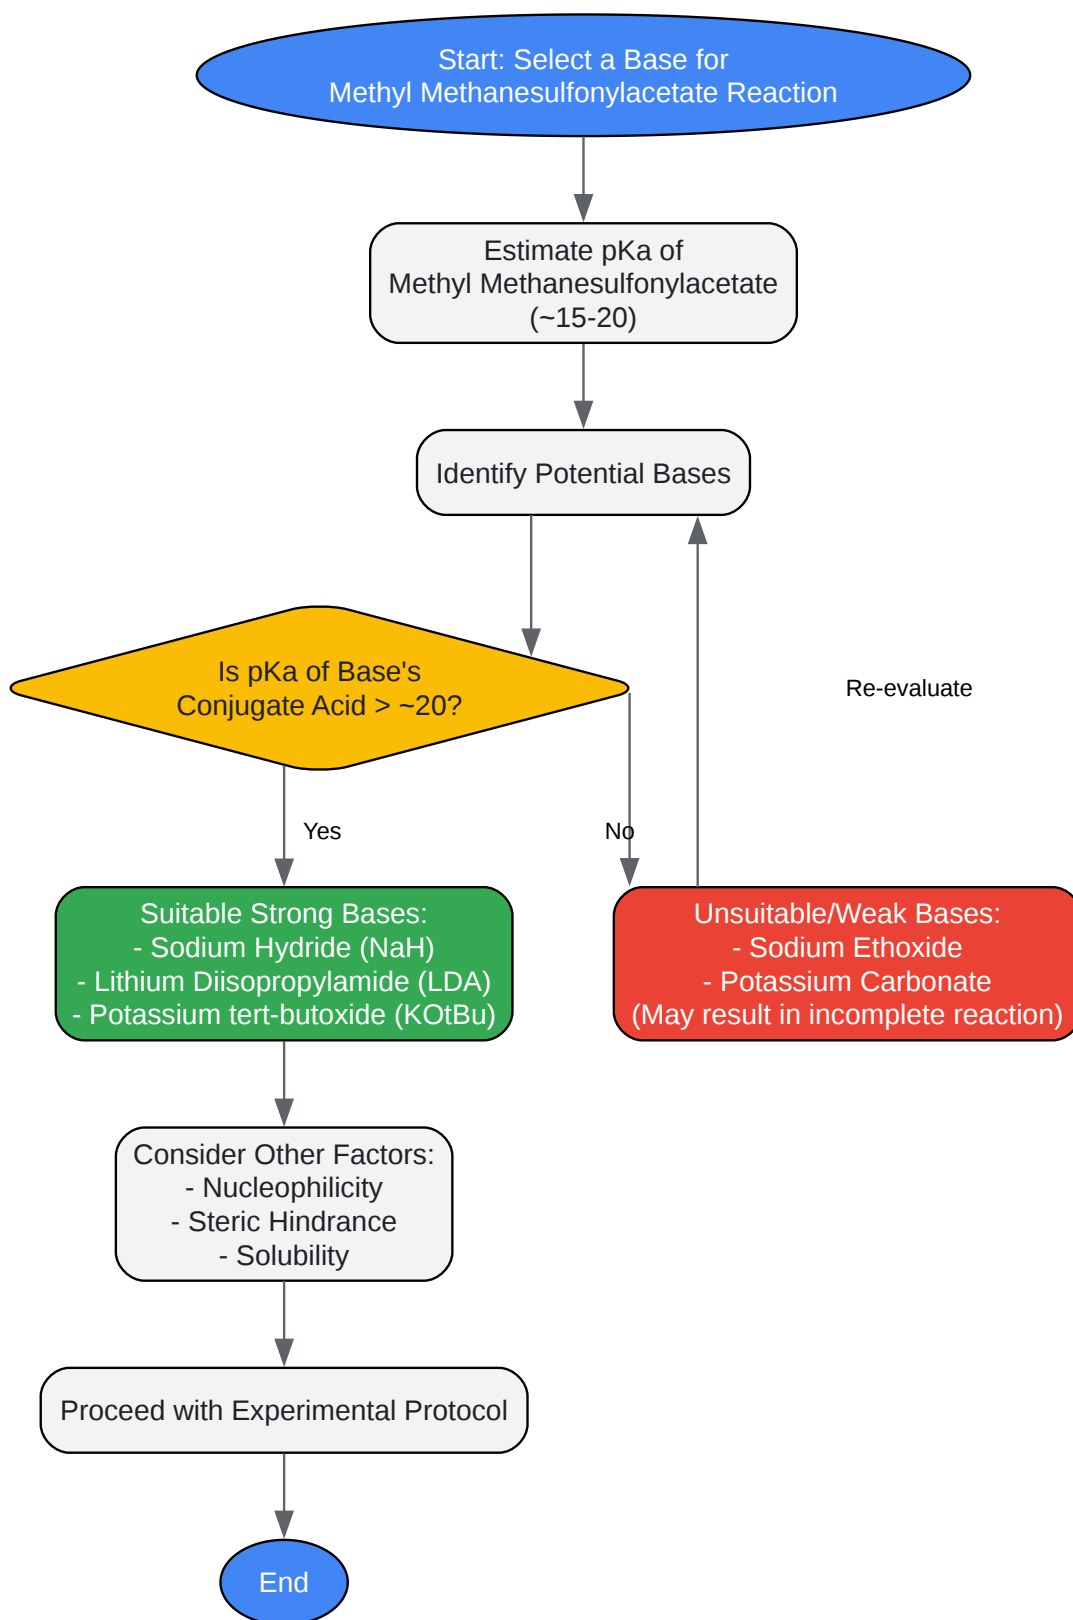 Start: Select a Base for
Methyl Methanesulfonylacetate Reaction
Estimate pKa of
Methyl Methanesulfonylacetate
(~15-20)
Identify Potential Bases
Is pKa of Base's
Conjugate Acid > ~20?
Re-evaluate
Yes
No
Suitable Strong Bases:
- Sodium Hydride (NaH)
- Lithium Diisopropylamide (LDA)
- Potassium tert-butoxide (KOtBu)
Unsuitable/Weak Bases:
- Sodium Ethoxide
- Potassium Carbonate
(May result in incomplete reaction)
Consider Other Factors:
- Nucleophilicity
- Steric Hindrance
- Solubility
Proceed with Experimental Protocol
End